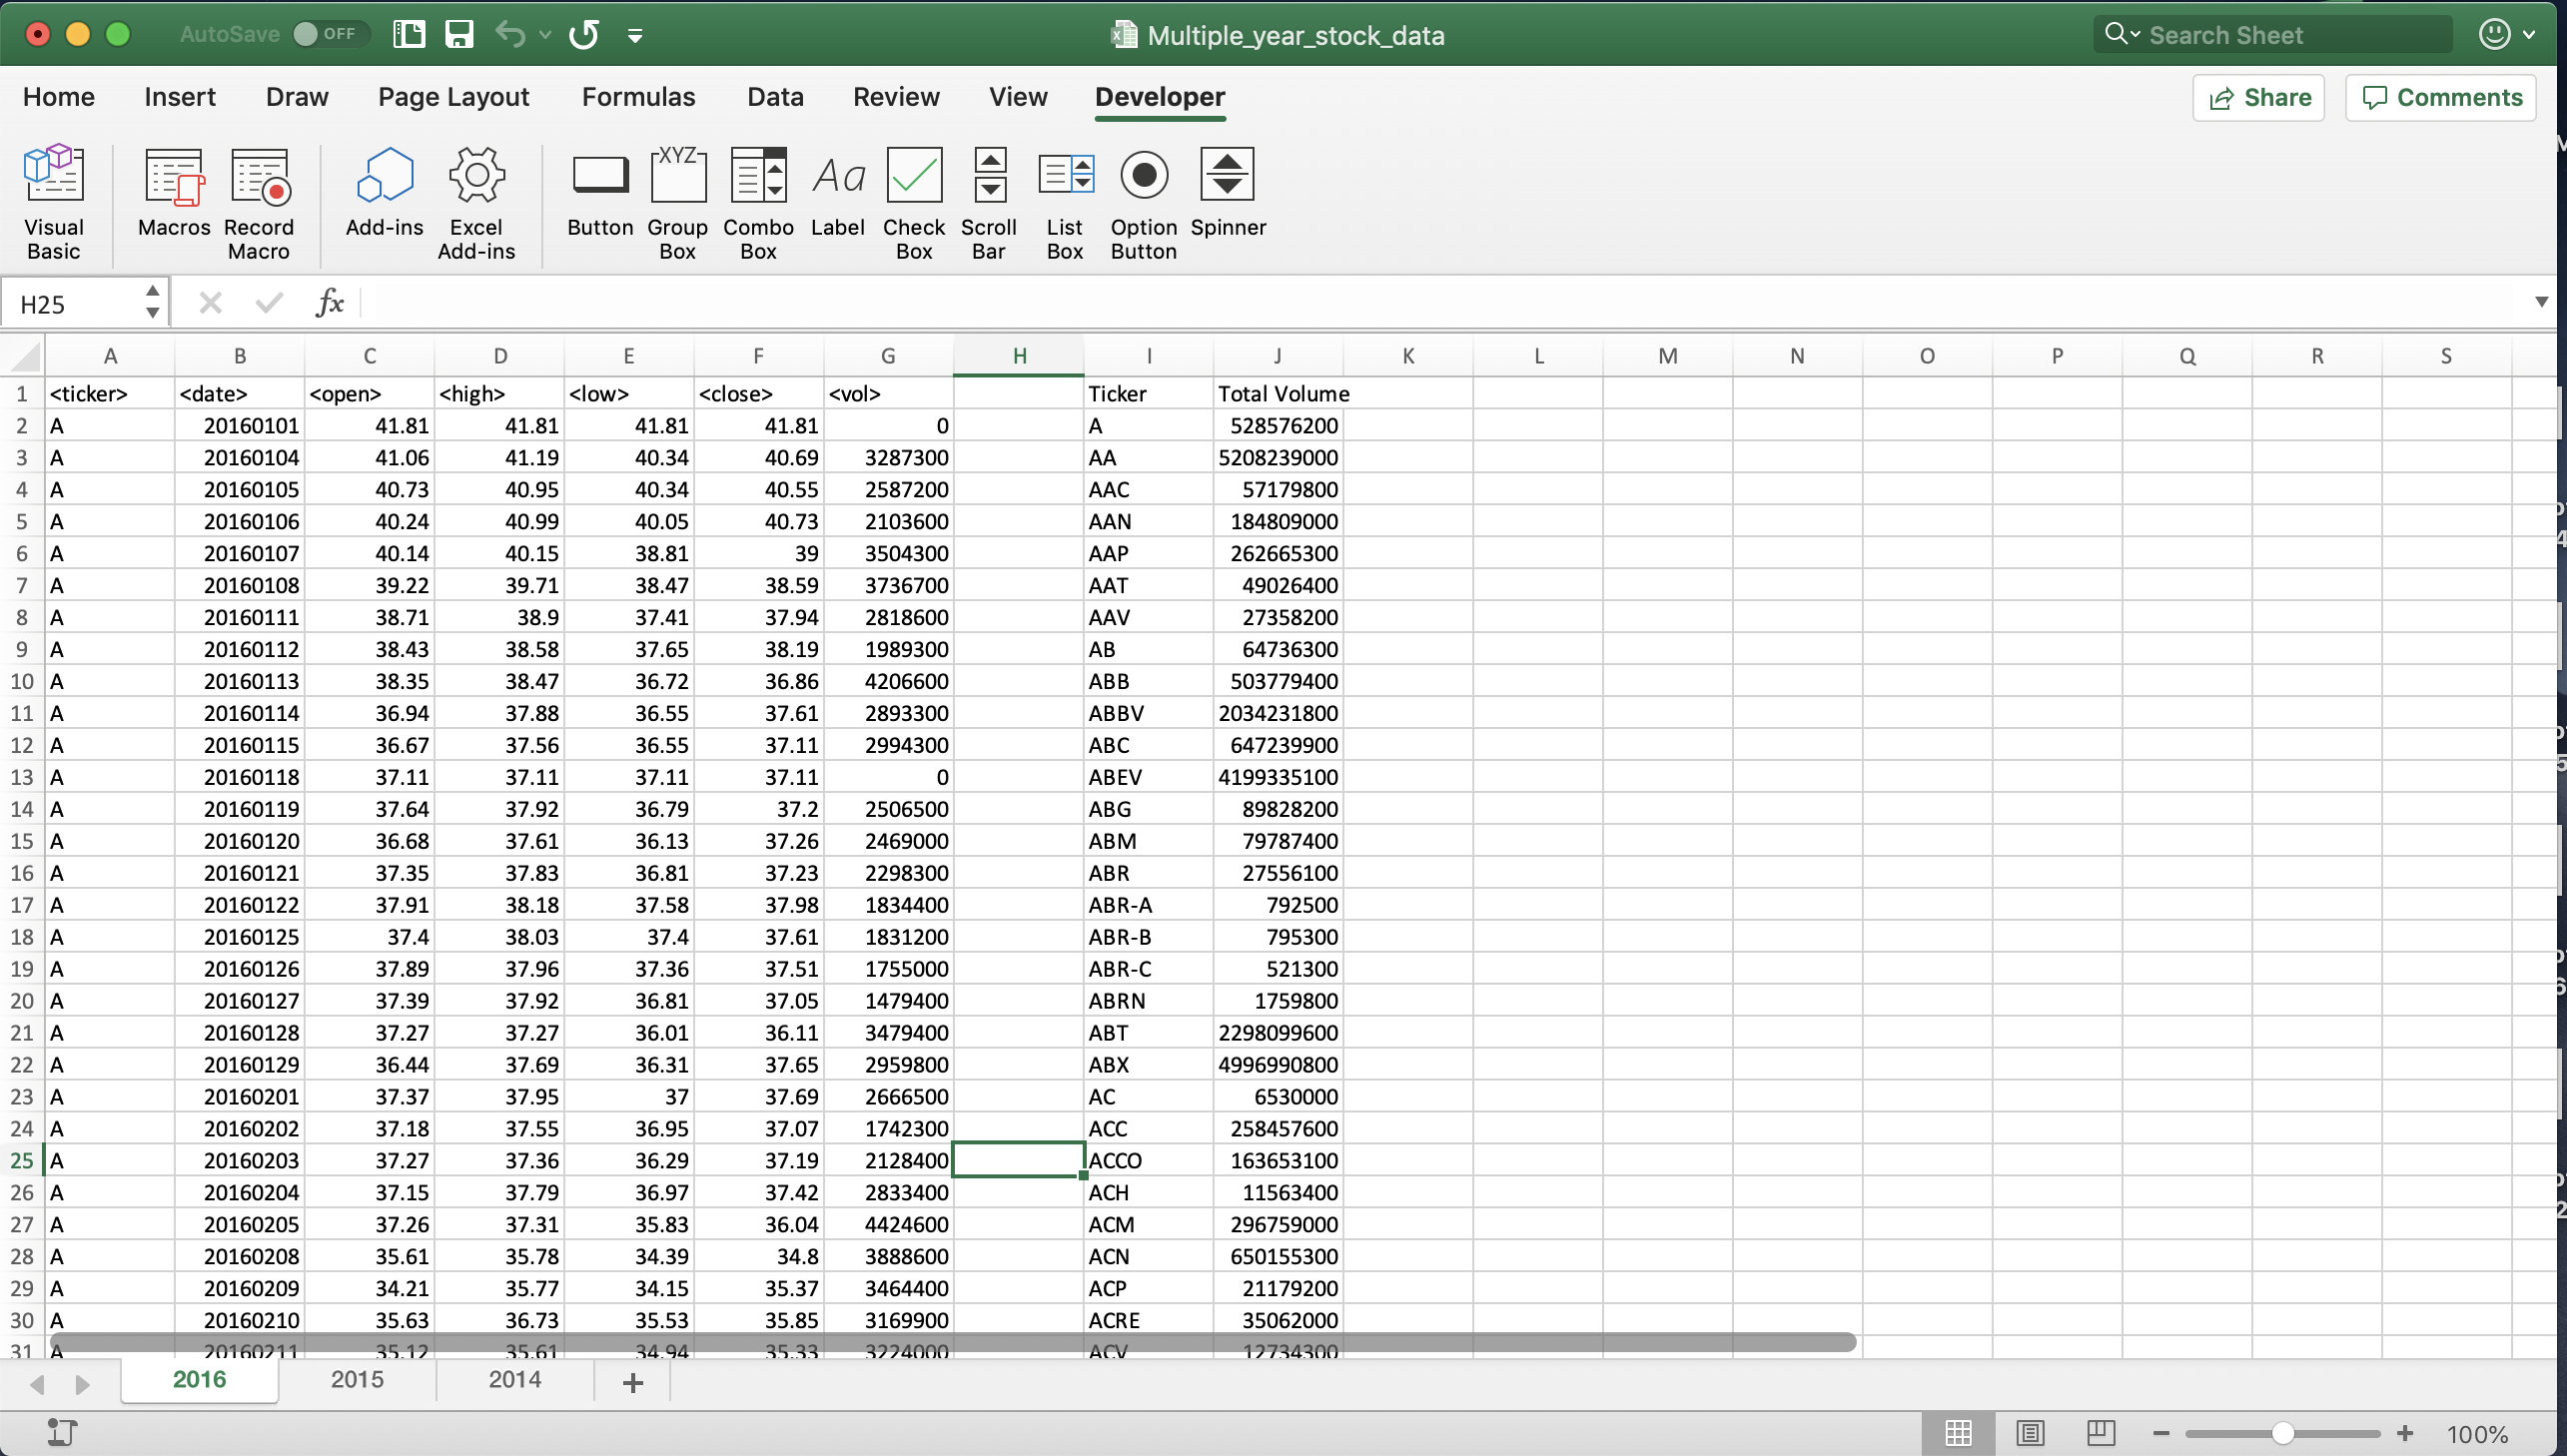 AutoSave OFF Multiple_year_stock_data Search Sheet
Home Insert Draw Page Layout Formulas Data Review View Developer Share Comments
Visual Basic Macros Record Macro Add-ins Excel Add-ins Button Group Box Combo Box Label Check Box Scroll Bar List Box Option Button Spinner
XYZ Aa
H25 fx
A B C D E F G H I J K L M N O P Q R S
1 <ticker> <date> <open> <high> <low> <close> <vol> Ticker Total Volume
2 A 20160101 41.81 41.81 41.81 41.81 0 A 528576200
3 A 20160104 41.06 41.19 40.34 40.69 3287300 AA 5208239000
4 A 20160105 40.73 40.95 40.34 40.55 2587200 AAC 57179800
5 A 20160106 40.24 40.99 40.05 40.73 2103600 AAN 184809000
6 A 20160107 40.14 40.15 38.81 39 3504300 AAP 262665300
7 A 20160108 39.22 39.71 38.47 38.59 3736700 AAT 49026400
8 A 20160111 38.71 38.9 37.41 37.94 2818600 AAV 27358200
9 A 20160112 38.43 38.58 37.65 38.19 1989300 AB 64736300
10 A 20160113 38.35 38.47 36.72 36.86 4206600 ABB 503779400
11 A 20160114 36.94 37.88 36.55 37.61 2893300 ABBV 2034231800
12 A 20160115 36.67 37.56 36.55 37.11 2994300 ABC 647239900
13 A 20160118 37.11 37.11 37.11 37.11 0 ABEV 4199335100
14 A 20160119 37.64 37.92 36.79 37.2 2506500 ABG 89828200
15 A 20160120 36.68 37.61 36.13 37.26 2469000 ABM 79787400
16 A 20160121 37.35 37.83 36.81 37.23 2298300 ABR 27556100
17 A 20160122 37.91 38.18 37.58 37.98 1834400 ABR-A 792500
18 A 20160125 37.4 38.03 37.4 37.61 1831200 ABR-B 795300
19 A 20160126 37.89 37.96 37.36 37.51 1755000 ABR-C 521300
20 A 20160127 37.39 37.92 36.81 37.05 1479400 ABRN 1759800
21 A 20160128 37.27 37.27 36.01 36.11 3479400 ABT 2298099600
22 A 20160129 36.44 37.69 36.31 37.65 2959800 ABX 4996990800
23 A 20160201 37.37 37.95 37 37.69 2666500 AC 6530000
24 A 20160202 37.18 37.55 36.95 37.07 1742300 ACC 258457600
25 A 20160203 37.27 37.36 36.29 37.19 2128400 ACCO 163653100
26 A 20160204 37.15 37.79 36.97 37.42 2833400 ACH 11563400
27 A 20160205 37.26 37.31 35.83 36.04 4424600 ACM 296759000
28 A 20160208 35.61 35.78 34.39 34.8 3888600 ACN 650155300
29 A 20160209 34.21 35.77 34.15 35.37 3464400 ACP 21179200
30 A 20160210 35.63 36.73 35.53 35.85 3169900 ACRE 35062000
31 A 20160211 35.12 35.61 34.94 35.33 3224000 ACV 12734300
2016 2015 2014 +
100%